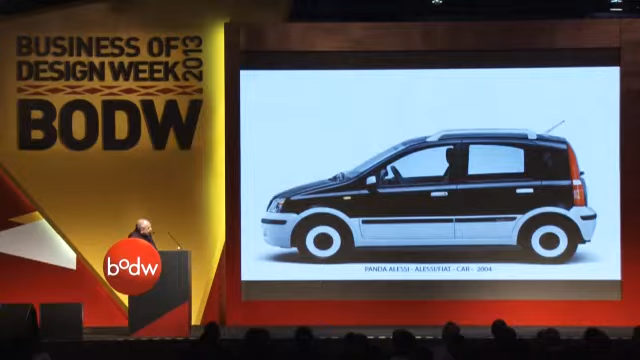 BUSINESS OF
DESIGN WEEK
2013
BODW
bodw
PANDA ALESSI - ALESSI/FIAT - CAR - 2004